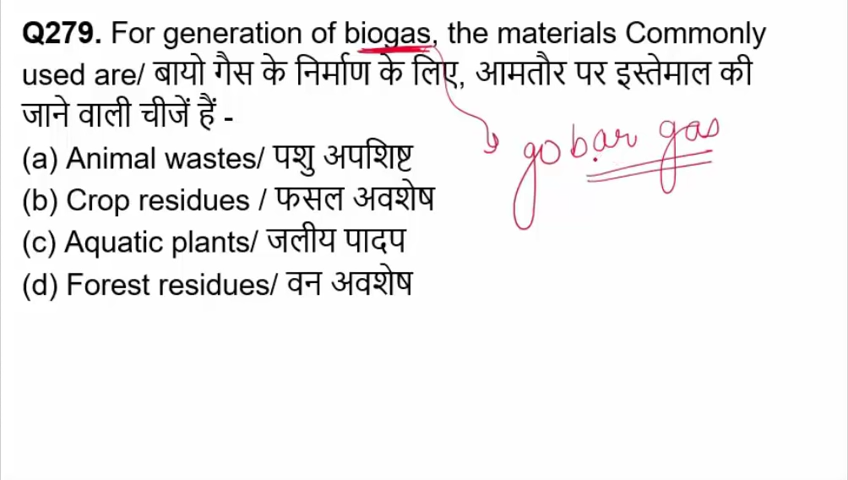 Q279. For generation of biogas, the materials Commonly
used are/ बायो गैस के निर्माण के लिए, आमतौर पर इस्तेमाल की
जाने वाली चीजें हैं -
gobar gas
(a) Animal wastes/ पशु अपशिष्ट
(b) Crop residues / फसल अवशेष
(c) Aquatic plants/ जलीय पादप
(d) Forest residues/ वन अवशेष